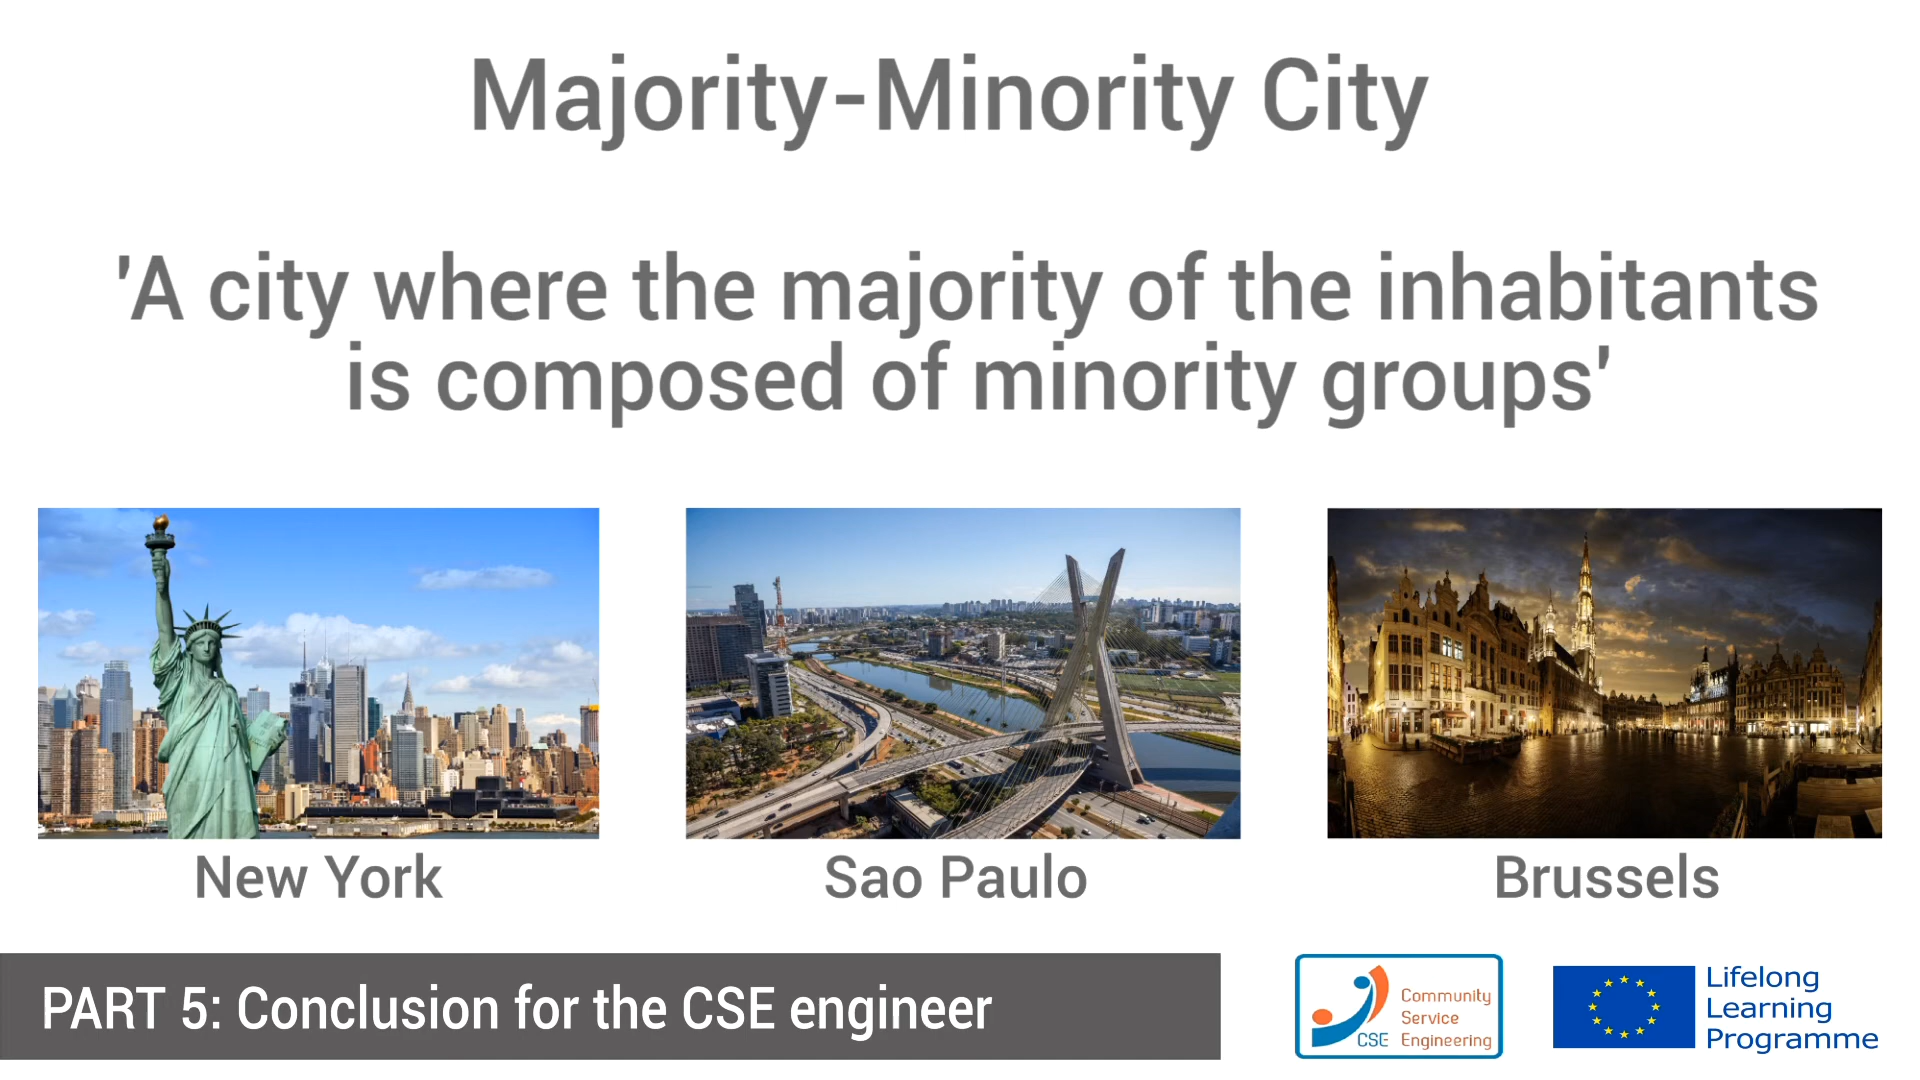 Majority-Minority City
'A city where the majority of the inhabitants
is composed of minority groups'
New York
Sao Paulo
Brussels
PART 5: Conclusion for the CSE engineer
CSE
Community
Service
Engineering
Lifelong
Learning
Programme